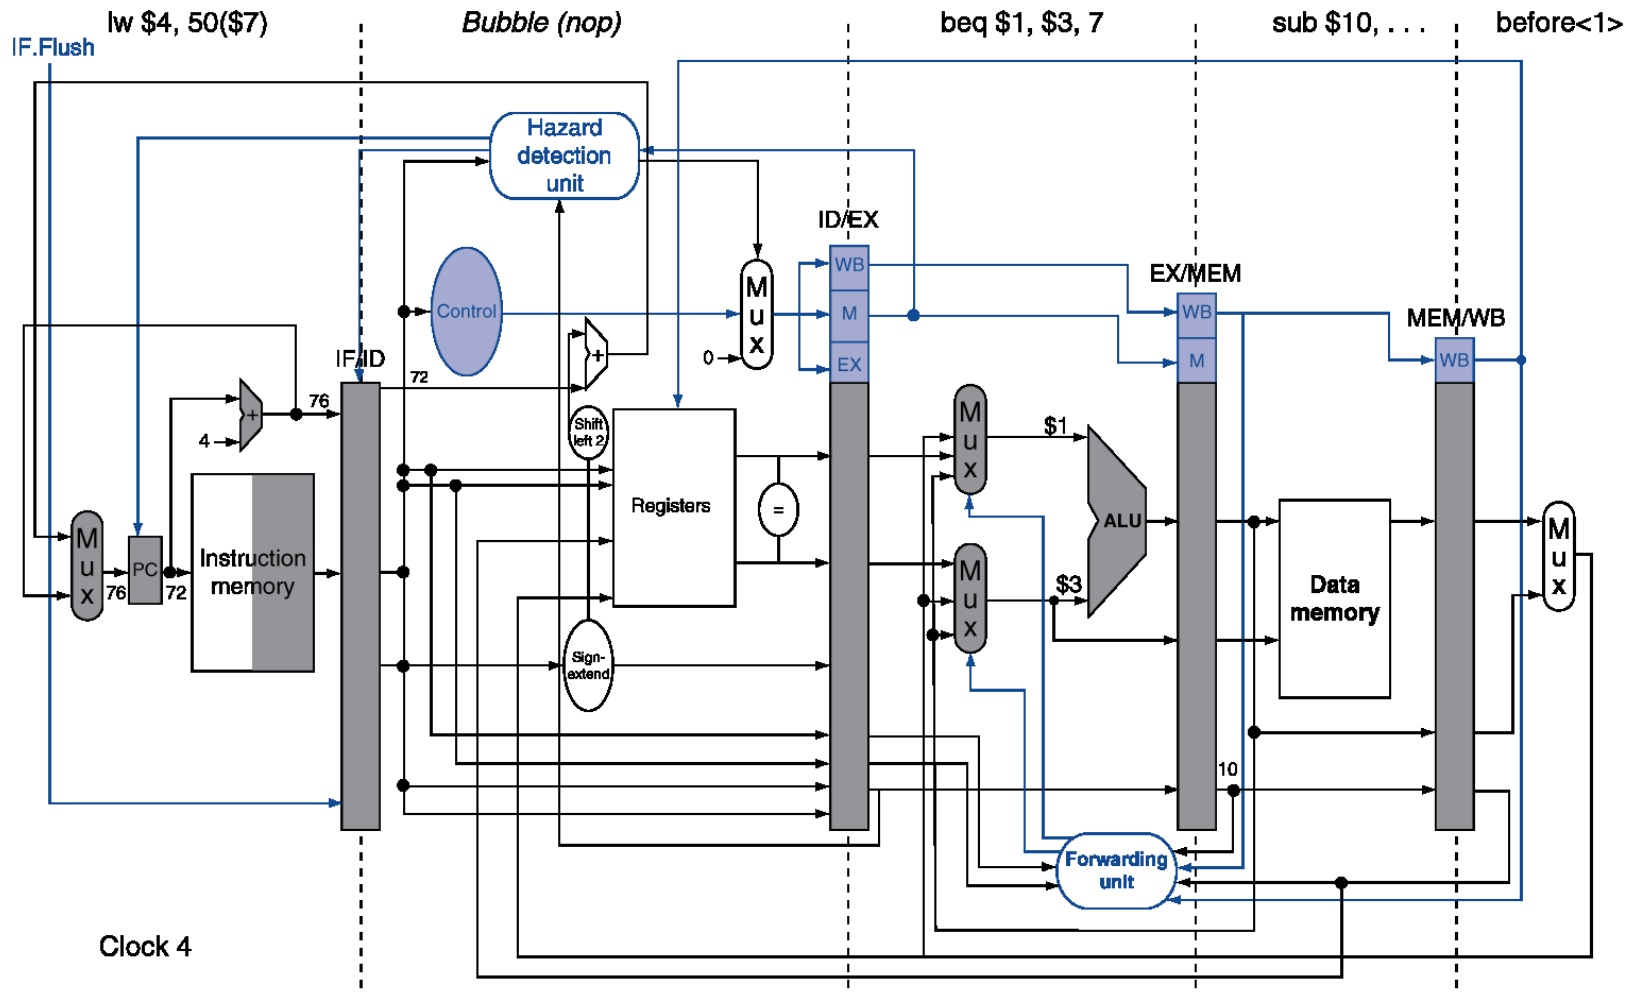 lw $4, 50($7)
Bubble (nop)
beq $1, $3, 7
sub $10, . . .
before<1>
IF.Flush
Hazard
detection
unit
ID/EX
WB
M
EX
Control
M
u
x
0
EX/MEM
WB
M
MEM/WB
WB
IF/ID
72
+
76
+
4
Shift
left 2
Registers
=
M
u
x
$1
ALU
M
u
x
$3
M
u
x
76
PC
72
Instruction
memory
Data
memory
M
u
x
Sign-
extend
10
Forwarding
unit
Clock 4